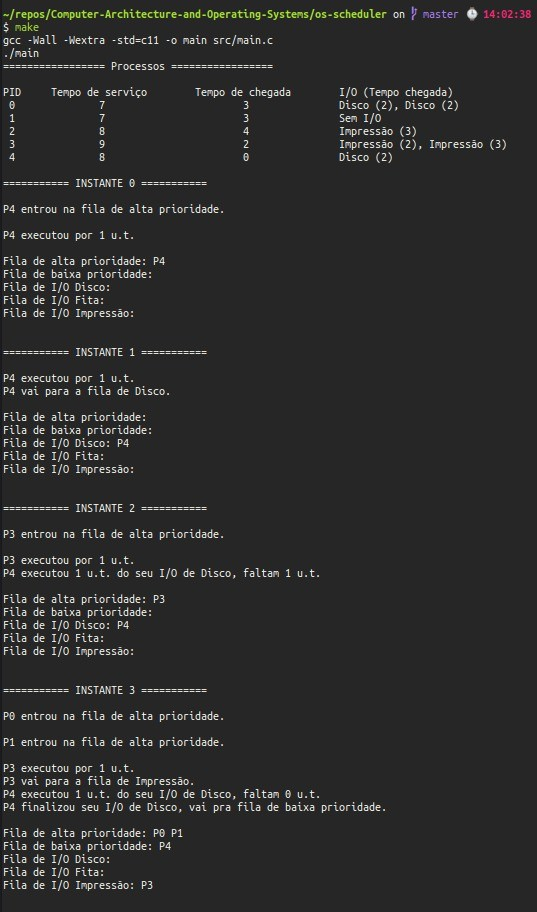 ~/repos/Computer-Architecture-and-Operating-Systems/os-scheduler on master 14:02:38
$ make
gcc -Wall -Wextra -std=c11 -o main src/main.c
./main
================= Processos =================
PID Tempo de serviço Tempo de chegada I/O (Tempo chegada)
0 7 3 Disco (2), Disco (2)
1 7 3 Sem I/O
2 8 4 Impressão (3)
3 9 2 Impressão (2), Impressão (3)
4 8 0 Disco (2)
=========== INSTANTE 0 ===========
P4 entrou na fila de alta prioridade.
P4 executou por 1 u.t.
Fila de alta prioridade: P4
Fila de baixa prioridade:
Fila de I/O Disco:
Fila de I/O Fita:
Fila de I/O Impressão:
=========== INSTANTE 1 ===========
P4 executou por 1 u.t.
P4 vai para a fila de Disco.
Fila de alta prioridade:
Fila de baixa prioridade:
Fila de I/O Disco: P4
Fila de I/O Fita:
Fila de I/O Impressão:
=========== INSTANTE 2 ===========
P3 entrou na fila de alta prioridade.
P3 executou por 1 u.t.
P4 executou 1 u.t. do seu I/O de Disco, faltam 1 u.t.
Fila de alta prioridade: P3
Fila de baixa prioridade:
Fila de I/O Disco: P4
Fila de I/O Fita:
Fila de I/O Impressão:
=========== INSTANTE 3 ===========
P0 entrou na fila de alta prioridade.
P1 entrou na fila de alta prioridade.
P3 executou por 1 u.t.
P3 vai para a fila de Impressão.
P4 executou 1 u.t. do seu I/O de Disco, faltam 0 u.t.
P4 finalizou seu I/O de Disco, vai pra fila de baixa prioridade.
Fila de alta prioridade: P0 P1
Fila de baixa prioridade: P4
Fila de I/O Disco:
Fila de I/O Fita:
Fila de I/O Impressão: P3